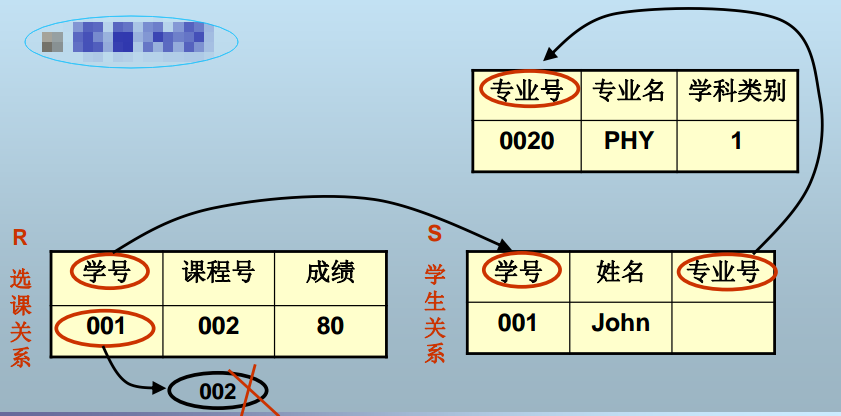 专业号 专业名 学科类别
0020 PHY 1
R
选课关系
学号 课程号 成绩
001 002 80
002
S
学生关系
学号 姓名 专业号
001 John